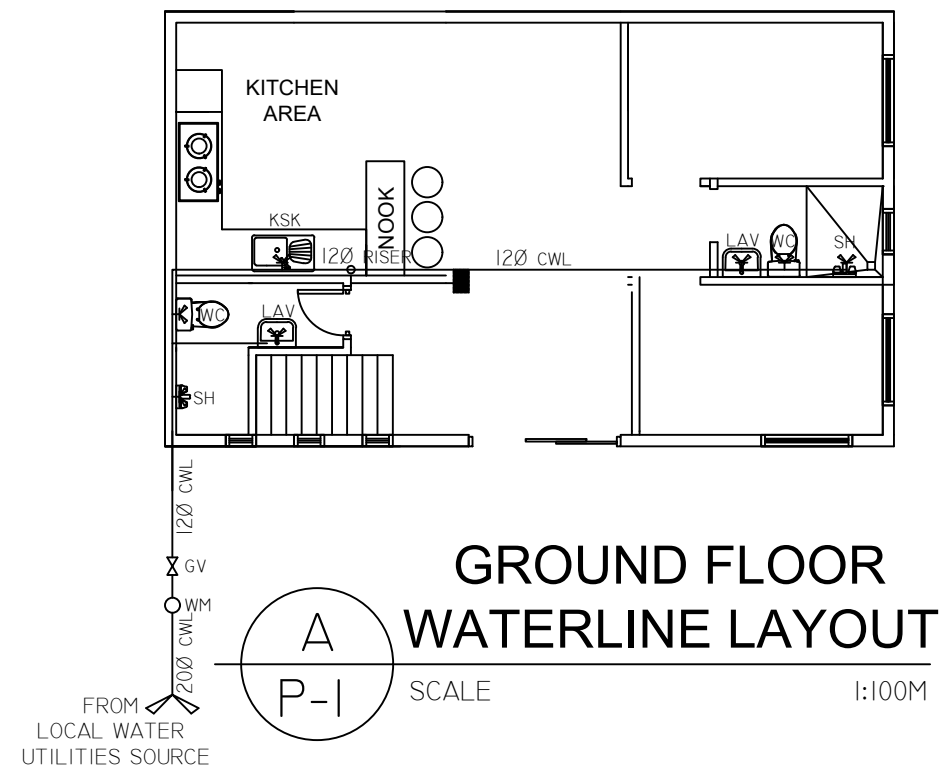 KITCHEN
AREA
NOOK
KSK
12Ø RISER
12Ø CWL
LAV
WC
SH
WC
LAV
SH
12Ø CWL
GV
WM
20Ø CWL
FROM
LOCAL WATER
UTILITIES SOURCE
A
P-1
GROUND FLOOR
WATERLINE LAYOUT
SCALE
1:100M